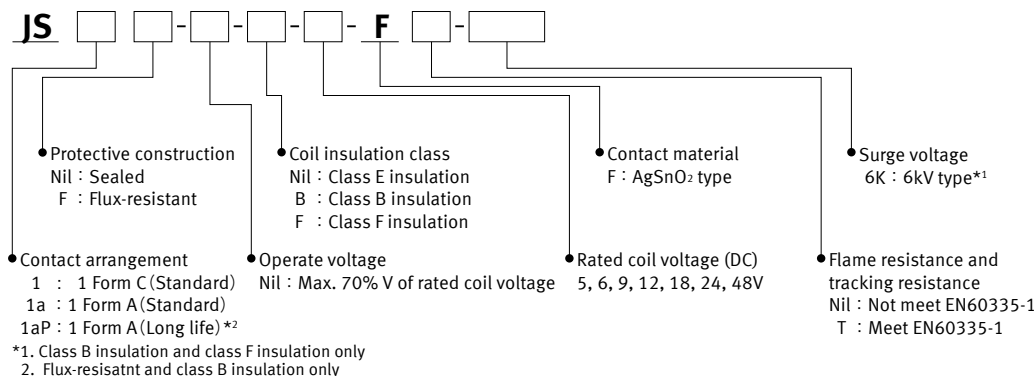 JS - - - - F -
Protective construction
Nil : Sealed
F : Flux-resistant
Coil insulation class
Nil : Class E insulation
B : Class B insulation
F : Class F insulation
Contact material
F : AgSnO2 type
Surge voltage
6K : 6kV type*1
Contact arrangement
1 : 1 Form C (Standard)
1a : 1 Form A (Standard)
1aP : 1 Form A (Long life) *2
Operate voltage
Nil : Max. 70% V of rated coil voltage
Rated coil voltage (DC)
5, 6, 9, 12, 18, 24, 48V
Flame resistance and
tracking resistance
Nil : Not meet EN60335-1
T : Meet EN60335-1
*1. Class B insulation and class F insulation only
2. Flux-resisatnt and class B insulation only